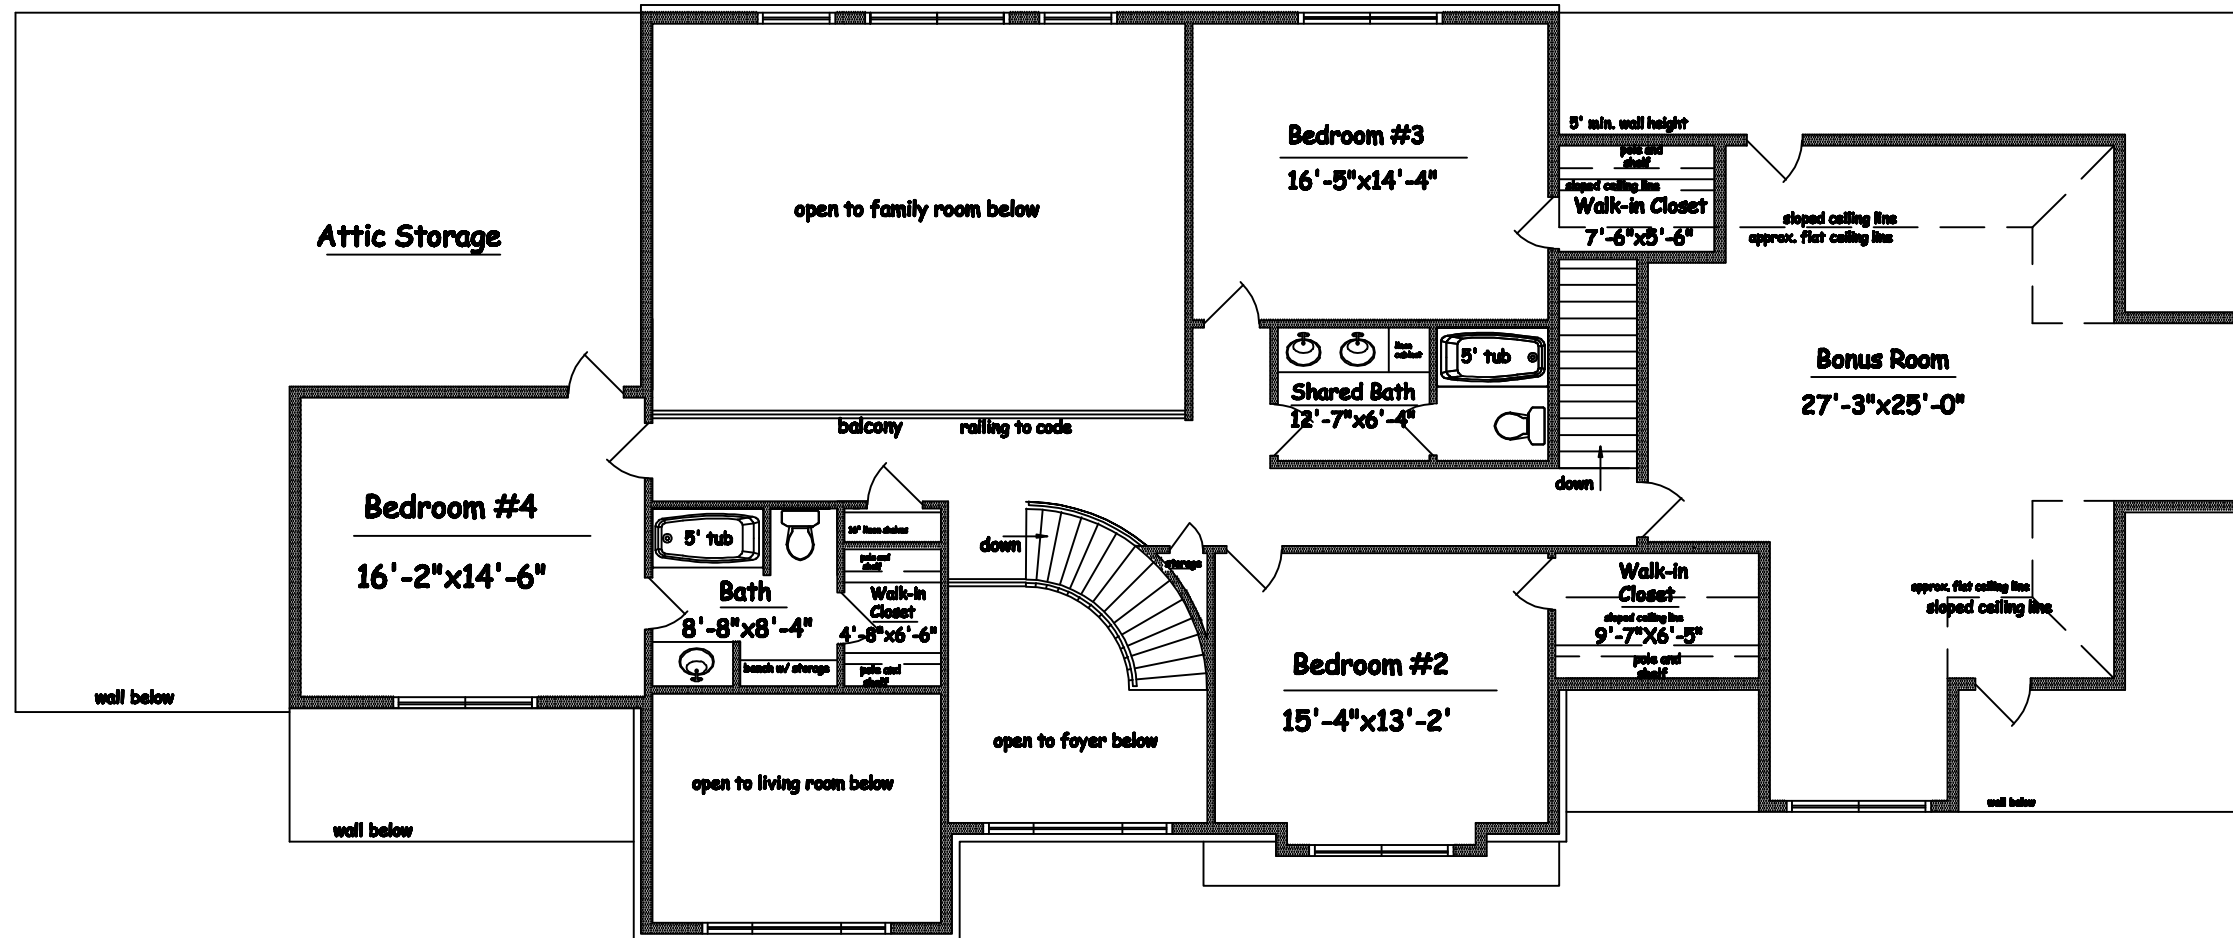 Attic Storage
open to family room below
Bedroom #3
16'-5"x14'-4"
5' min. wall height
pole and
shelf
sloped ceiling line
Walk-in Closet
7'-6"x5'-6"
sloped ceiling line
approx. flat ceiling line
Bonus Room
27'-3"x25'-0"
linen
cabinet
5' tub
Shared Bath
12'-7"x6'-4"
balcony
railing to code
down
Bedroom #4
16'-2"x14'-6"
5' tub
Bath
8'-8"x8'-4"
bench w/ storage
linen shelves
pole and
shelf
Walk-in
Closet
4'-8"x6'-6"
pole and
shelf
down
storage
Bedroom #2
15'-4"x13'-2'
Walk-in
Closet
sloped ceiling line
9'-7"X6'-5"
pole and
shelf
approx. flat ceiling line
sloped ceiling line
wall below
wall below
open to living room below
open to foyer below
wall below